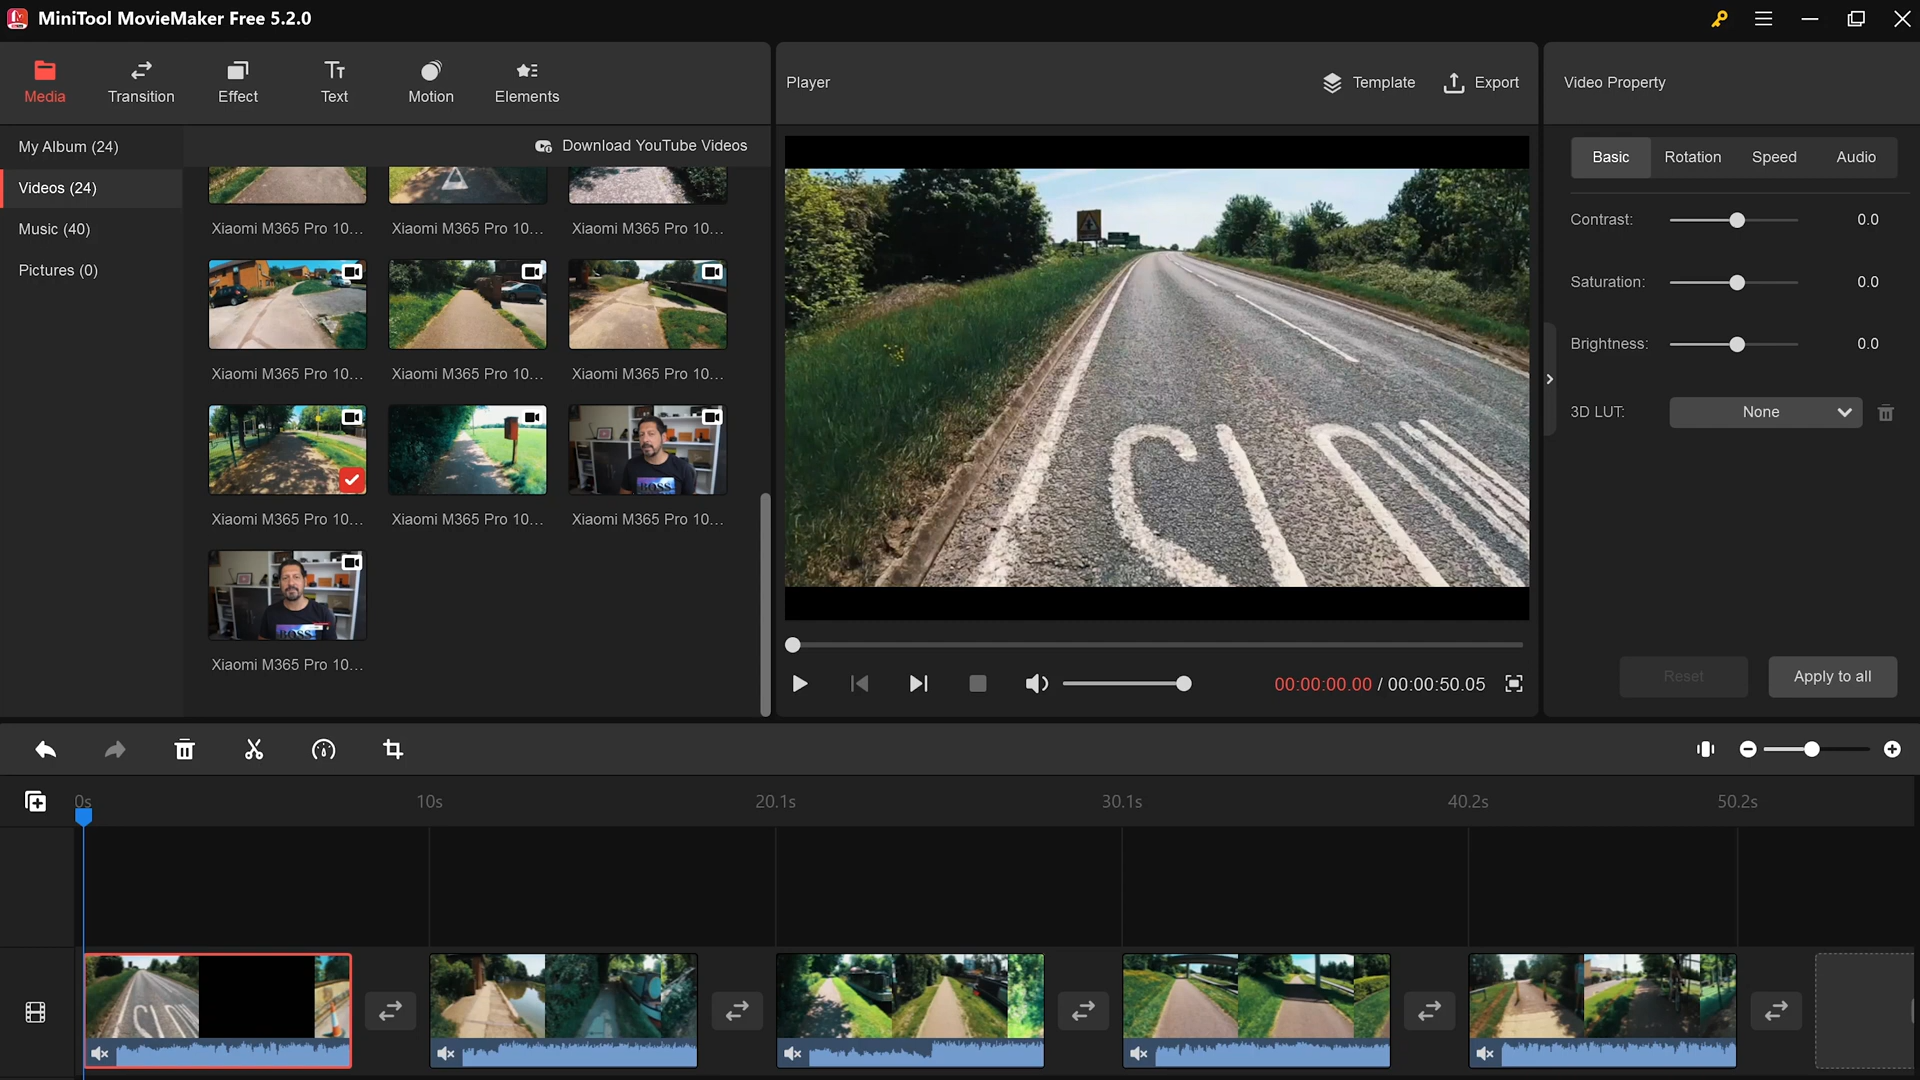 MiniTool MovieMaker Free 5.2.0
Media
Transition
Effect
Text
Motion
Elements
Player
Template
Export
Video Property
My Album (24)
Videos (24)
Music (40)
Pictures (0)
Download YouTube Videos
Xiaomi M365 Pro 10...
Xiaomi M365 Pro 10...
Xiaomi M365 Pro 10...
Xiaomi M365 Pro 10...
Xiaomi M365 Pro 10...
Xiaomi M365 Pro 10...
Xiaomi M365 Pro 10...
Xiaomi M365 Pro 10...
Xiaomi M365 Pro 10...
Xiaomi M365 Pro 10...
BOSS
BOSS
Basic
Rotation
Speed
Audio
Contrast:
0.0
Saturation:
0.0
Brightness:
0.0
3D LUT:
None
Reset
Apply to all
00:00:00.00 / 00:00:50.05
0s
10s
20.1s
30.1s
40.2s
50.2s